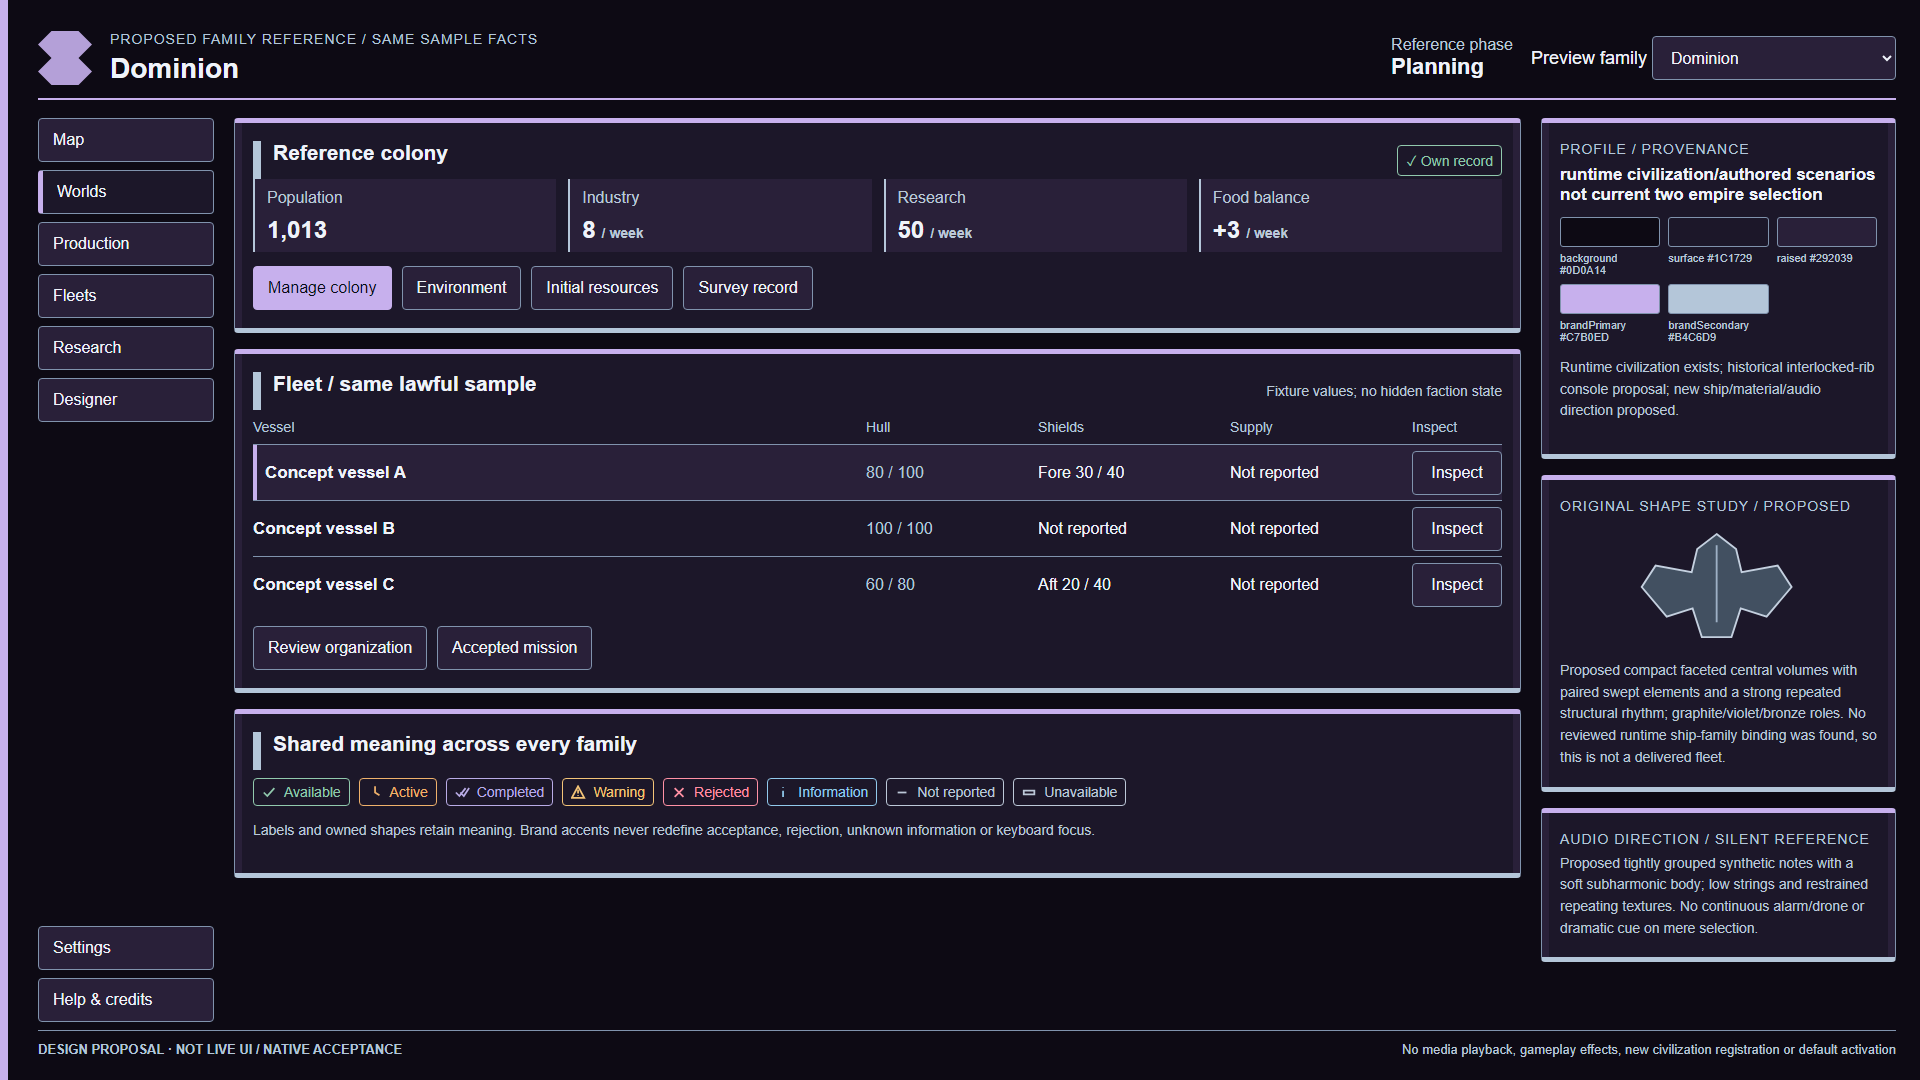 PROPOSED FAMILY REFERENCE / SAME SAMPLE FACTS
Dominion
Reference phase
Planning
Preview family
Dominion
Map
Worlds
Production
Fleets
Research
Designer
Settings
Help & credits
Reference colony
✓ Own record
Population
1,013
Industry
8 / week
Research
50 / week
Food balance
+3 / week
Manage colony
Environment
Initial resources
Survey record
Fleet / same lawful sample
Fixture values; no hidden faction state
Vessel Hull Shields Supply Inspect
Concept vessel A 80 / 100 Fore 30 / 40 Not reported Inspect
Concept vessel B 100 / 100 Not reported Not reported Inspect
Concept vessel C 60 / 80 Aft 20 / 40 Not reported Inspect
Review organization
Accepted mission
Shared meaning across every family
Available
Active
Completed
Warning
Rejected
Information
Not reported
Unavailable
Labels and owned shapes retain meaning. Brand accents never redefine acceptance, rejection, unknown information or keyboard focus.
PROFILE / PROVENANCE
runtime civilization/authored scenarios
not current two empire selection
background
#0D0A14
surface #1C1729
raised #292039
brandPrimary
#C7B0ED
brandSecondary
#B4C6D9
Runtime civilization exists; historical interlocked-rib
console proposal; new ship/material/audio
direction proposed.
ORIGINAL SHAPE STUDY / PROPOSED
Proposed compact faceted central volumes with
paired swept elements and a strong repeated
structural rhythm; graphite/violet/bronze roles. No
reviewed runtime ship-family binding was found, so
this is not a delivered fleet.
AUDIO DIRECTION / SILENT REFERENCE
Proposed tightly grouped synthetic notes with a
soft subharmonic body; low strings and restrained
repeating textures. No continuous alarm/drone or
dramatic cue on mere selection.
DESIGN PROPOSAL · NOT LIVE UI / NATIVE ACCEPTANCE
No media playback, gameplay effects, new civilization registration or default activation